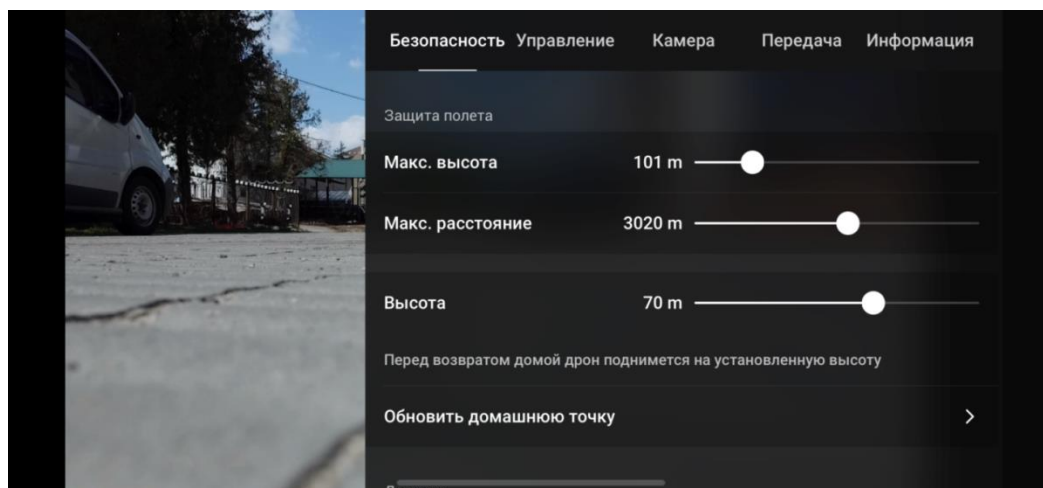 Безопасность Управление Камера Передача Информация
Защита полета
Макс. высота 101 m
Макс. расстояние 3020 m
Высота 70 m
Перед возвратом домой дрон поднимется на установленную высоту
Обновить домашнюю точку